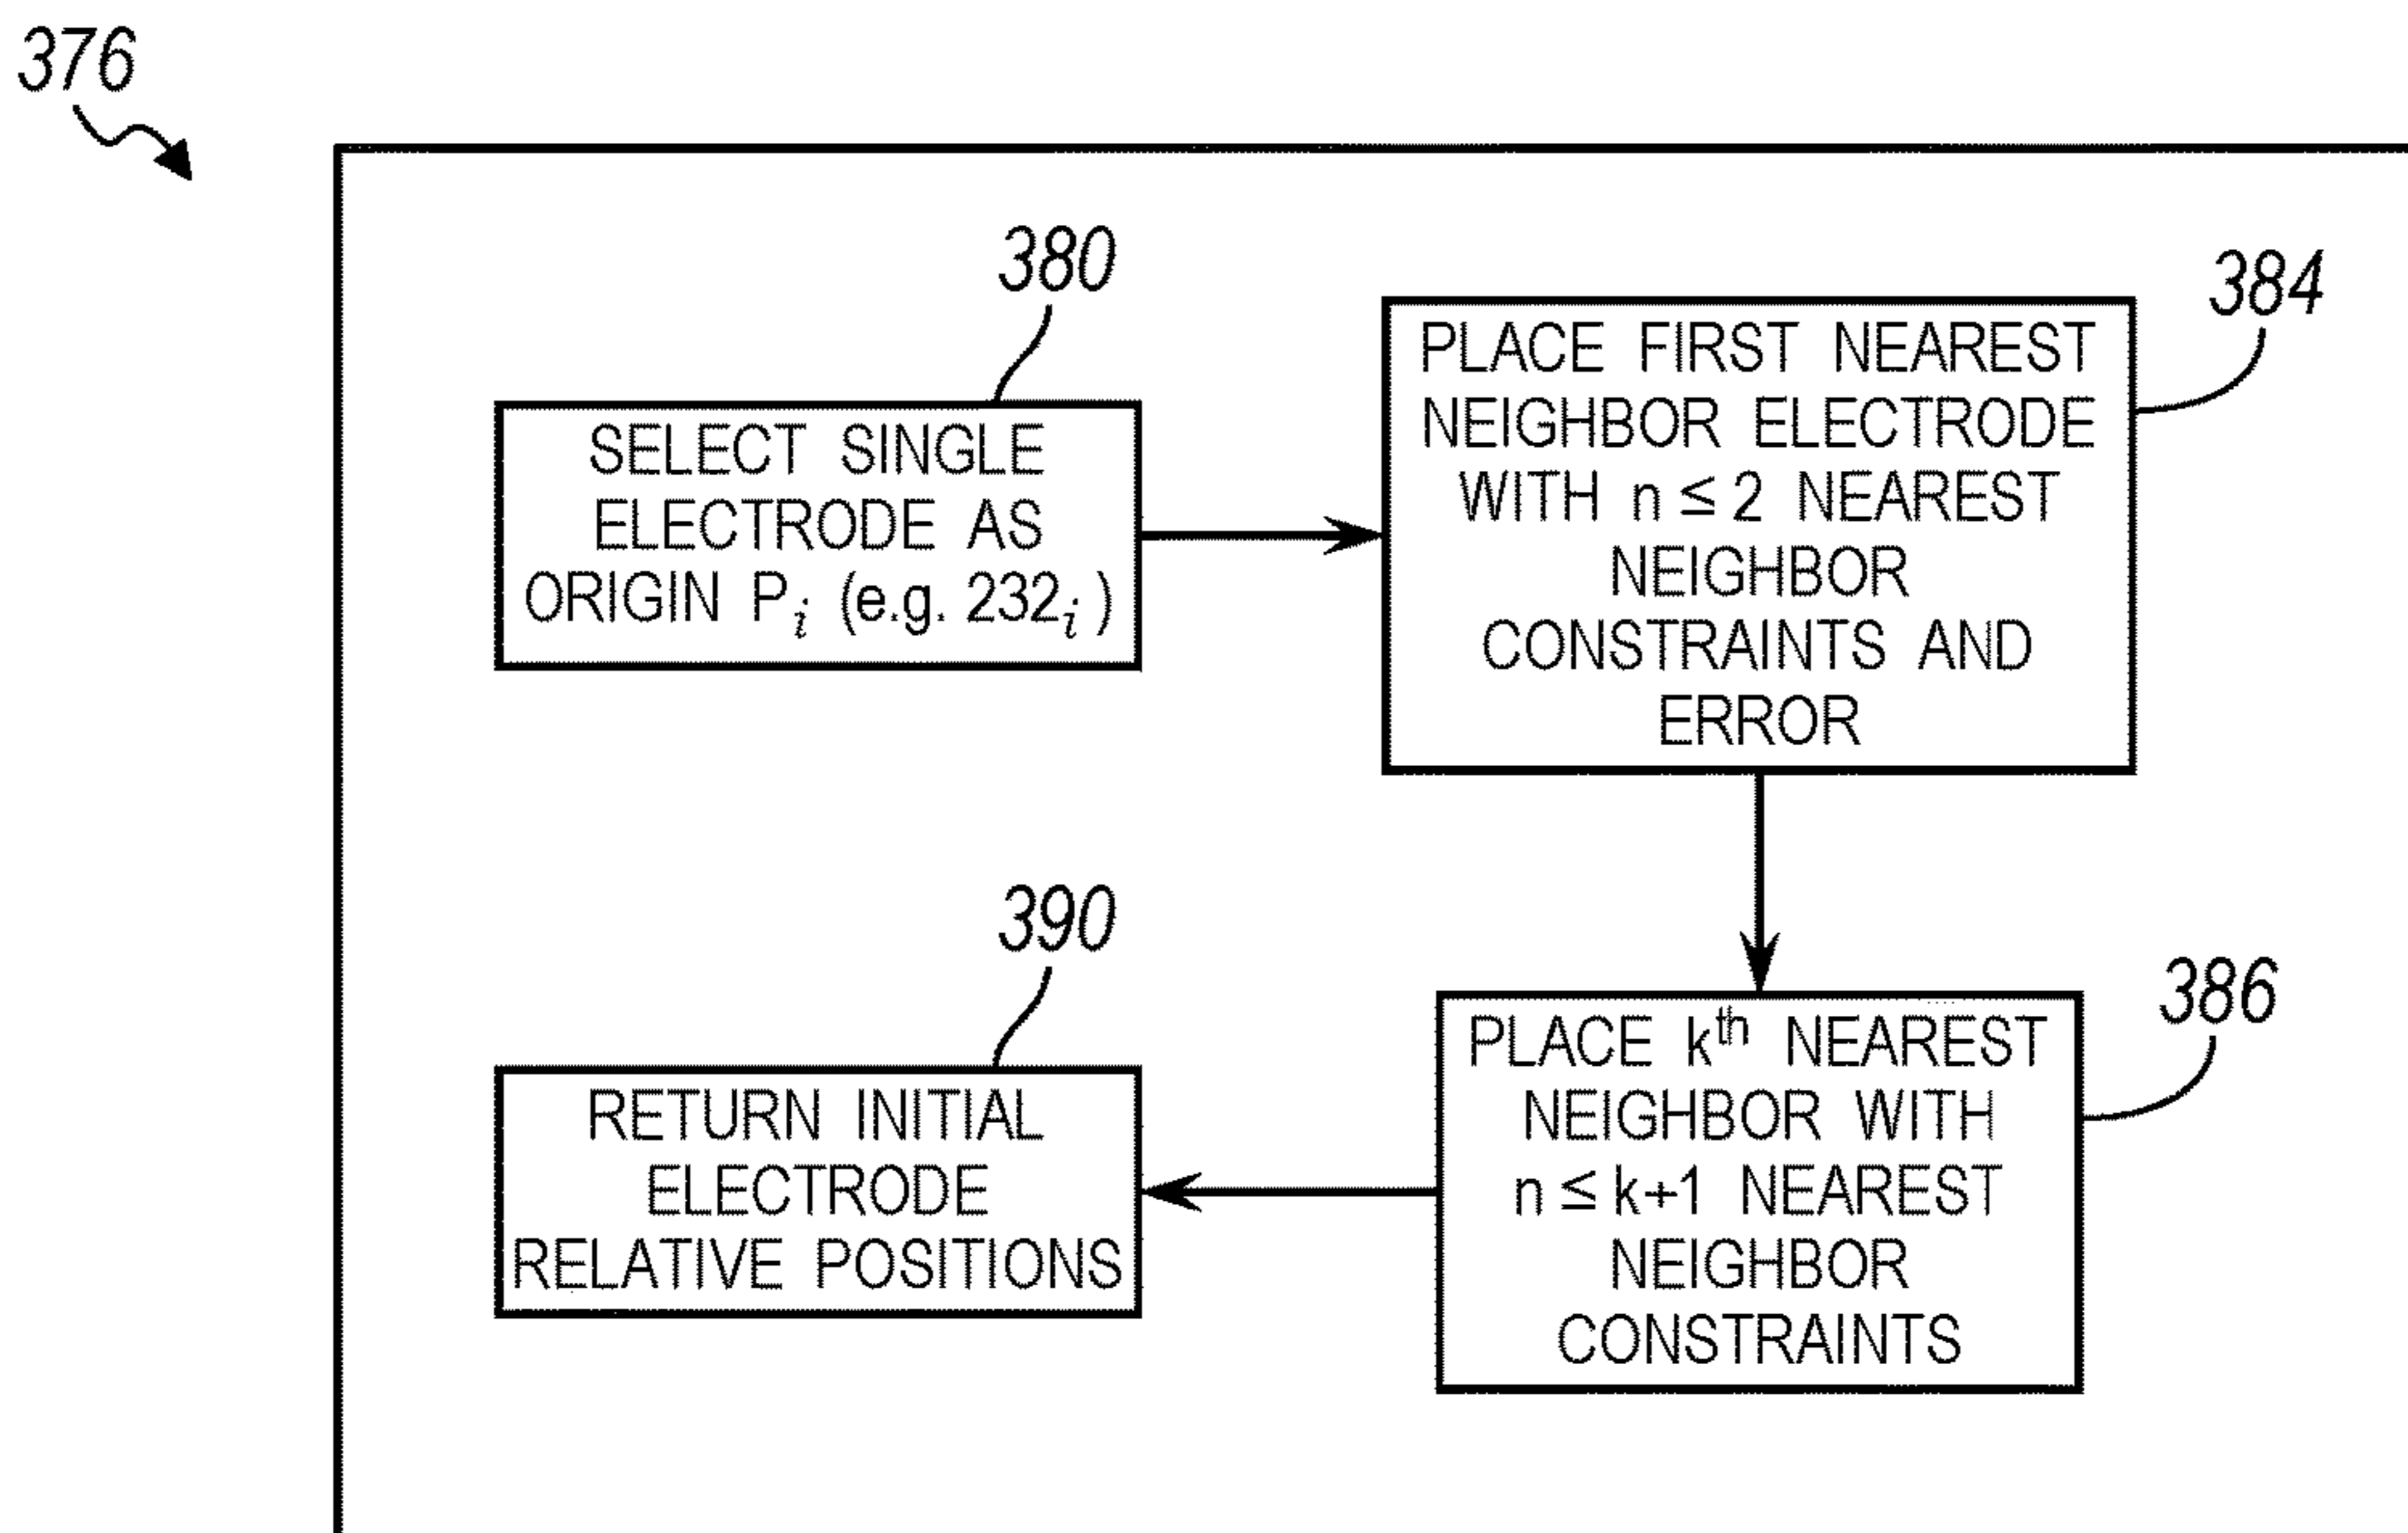 376
380
SELECT SINGLE
ELECTRODE AS
ORIGIN Pᵢ (e.g. 232ᵢ)
384
PLACE FIRST NEAREST
NEIGHBOR ELECTRODE
WITH n ≤ 2 NEAREST
NEIGHBOR
CONSTRAINTS AND
ERROR
386
PLACE kᵗʰ NEAREST
NEIGHBOR WITH
n ≤ k+1 NEAREST
NEIGHBOR
CONSTRAINTS
390
RETURN INITIAL
ELECTRODE
RELATIVE POSITIONS